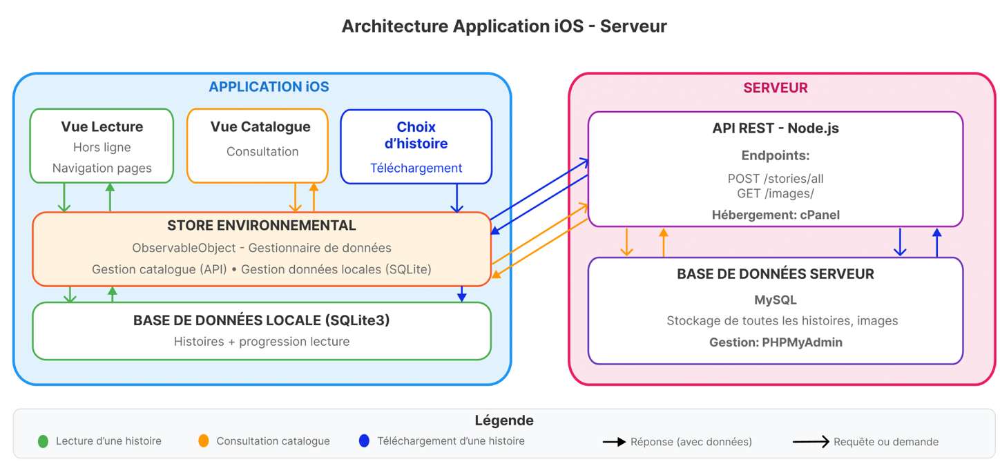 Architecture Application iOS - Serveur
APPLICATION iOS
Vue Lecture
Hors ligne
Navigation pages
Vue Catalogue
Consultation
Choix
d’histoire
Téléchargement
STORE ENVIRONNEMENTAL
ObservableObject - Gestionnaire de données
Gestion catalogue (API) • Gestion données locales (SQLite)
BASE DE DONNÉES LOCALE (SQLite3)
Histoires + progression lecture
SERVEUR
API REST - Node.js
Endpoints:
POST /stories/all
GET /images/
Hébergement: cPanel
BASE DE DONNÉES SERVEUR
MySQL
Stockage de toutes les histoires, images
Gestion: PHPMyAdmin
Légende
Lecture d’une histoire
Consultation catalogue
Téléchargement d’une histoire
Réponse (avec données)
Requête ou demande